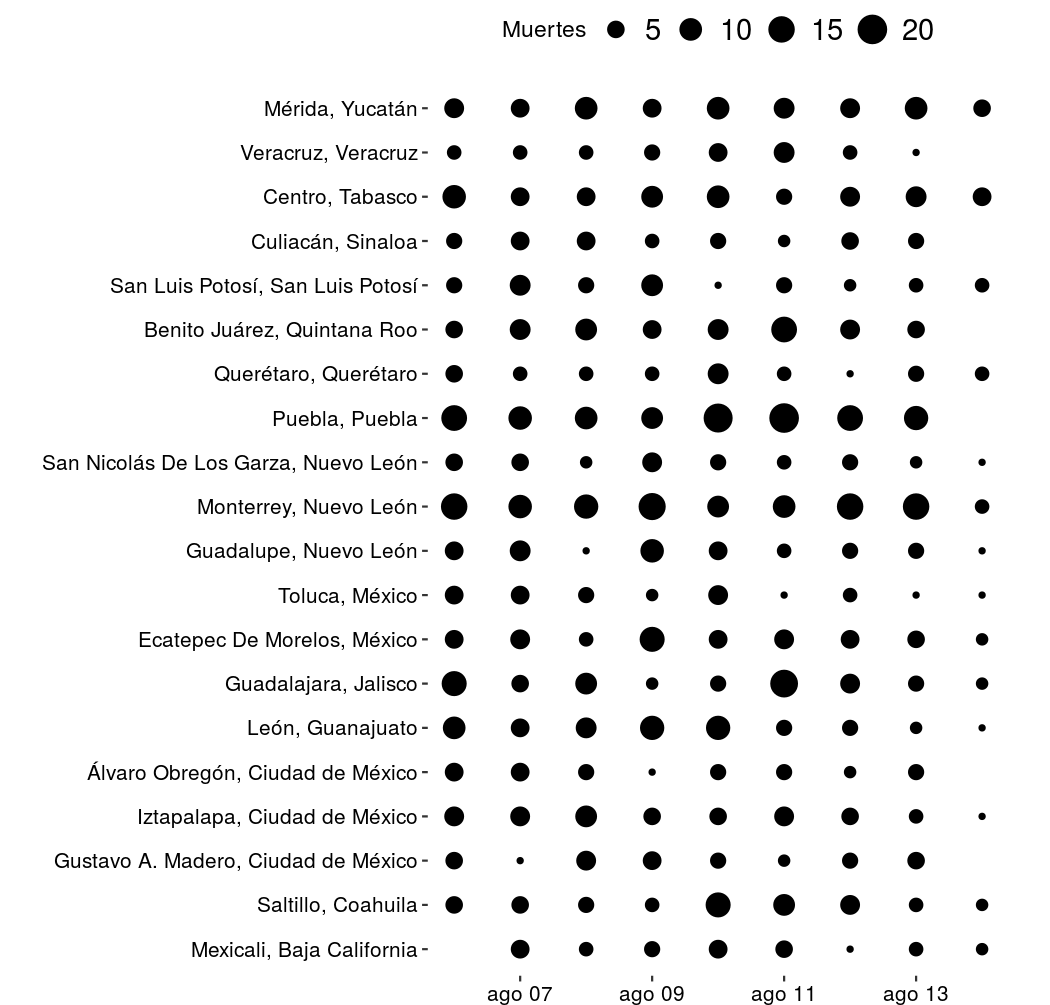 Muertes 5 10 15 20
Mérida, Yucatán
Veracruz, Veracruz
Centro, Tabasco
Culiacán, Sinaloa
San Luis Potosí, San Luis Potosí
Benito Juárez, Quintana Roo
Querétaro, Querétaro
Puebla, Puebla
San Nicolás De Los Garza, Nuevo León
Monterrey, Nuevo León
Guadalupe, Nuevo León
Toluca, México
Ecatepec De Morelos, México
Guadalajara, Jalisco
León, Guanajuato
Álvaro Obregón, Ciudad de México
Iztapalapa, Ciudad de México
Gustavo A. Madero, Ciudad de México
Saltillo, Coahuila
Mexicali, Baja California
ago 07 ago 09 ago 11 ago 13